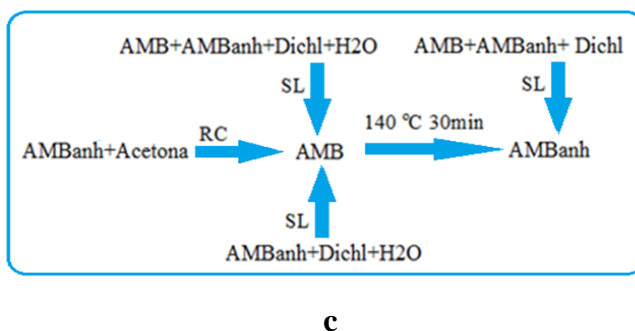 AMB+AMBanh+Dichl+H2O
AMB+AMBanh+ Dichl
SL
SL
AMBanh+Acetona
RC
AMB
140 ℃ 30min
AMBanh
SL
AMBanh+Dichl+H2O
c